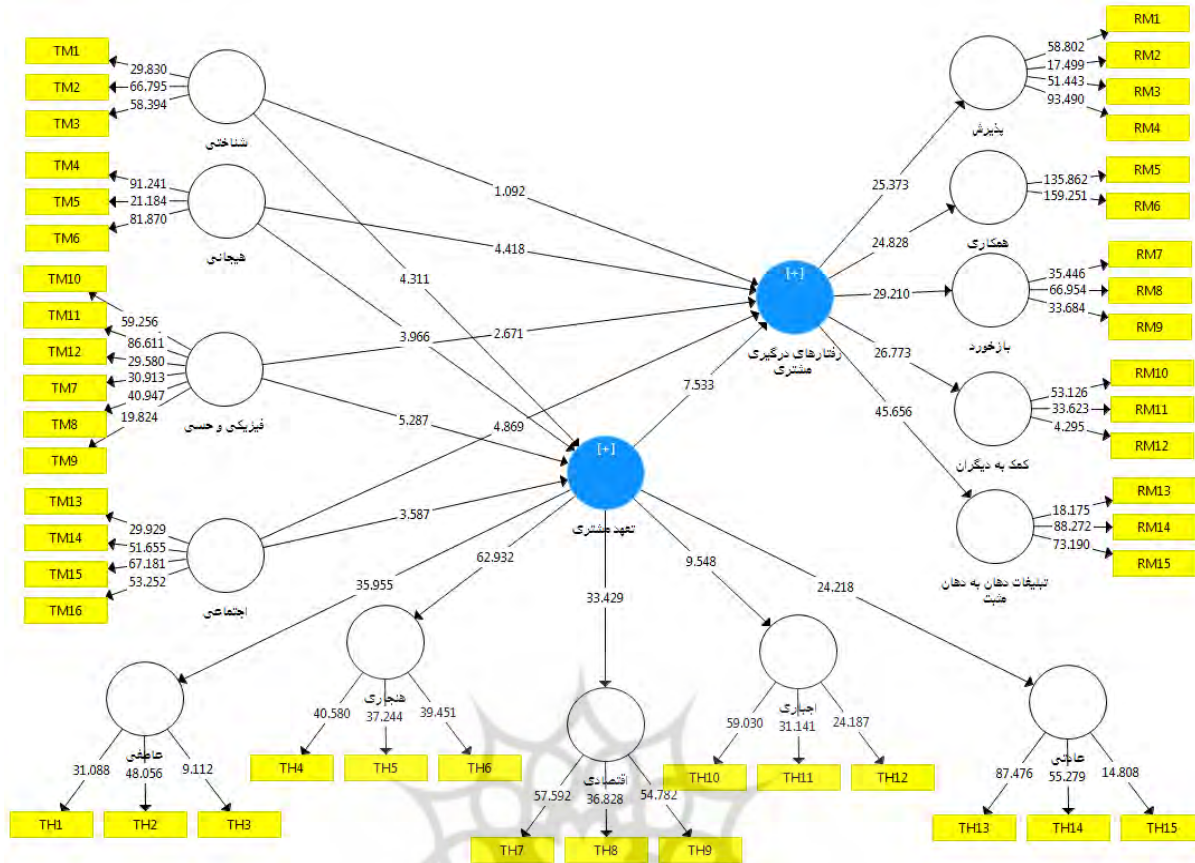 TM1
TM2
TM3
29.830
66.795
58.394
شناختی
TM4
TM5
TM6
91.241
21.184
81.870
هیجانی
TM10
TM11
TM12
TM7
TM8
TM9
59.256
86.611
29.580
30.913
40.947
19.824
فیزیکی و حسی
TM13
TM14
TM15
TM16
29.929
51.655
67.181
53.252
اجتماعی
1.092
4.418
4.311
3.966
2.671
5.287
4.869
3.587
7.533
[+]
رفتارهای درگیری
مشتری
[+]
تعهد مشتری
25.373
24.828
29.210
26.773
45.656
RM1
RM2
RM3
RM4
58.802
17.499
51.443
93.490
پذیرش
RM5
RM6
135.862
159.251
همکاری
RM7
RM8
RM9
35.446
66.954
33.684
بازخورد
RM10
RM11
RM12
53.126
33.623
4.295
کمک به دیگران
RM13
RM14
RM15
18.175
88.272
73.190
تبلیغات دهان به دهان
مثبت
35.955
62.932
33.429
9.548
24.218
عاطفی
31.088
48.056
9.112
TH1
TH2
TH3
هنجاری
40.580
37.244
39.451
TH4
TH5
TH6
اقتصادی
57.592
36.828
54.782
TH7
TH8
TH9
اجباری
59.030
31.141
24.187
TH10
TH11
TH12
عادتی
87.476
55.279
14.808
TH13
TH14
TH15